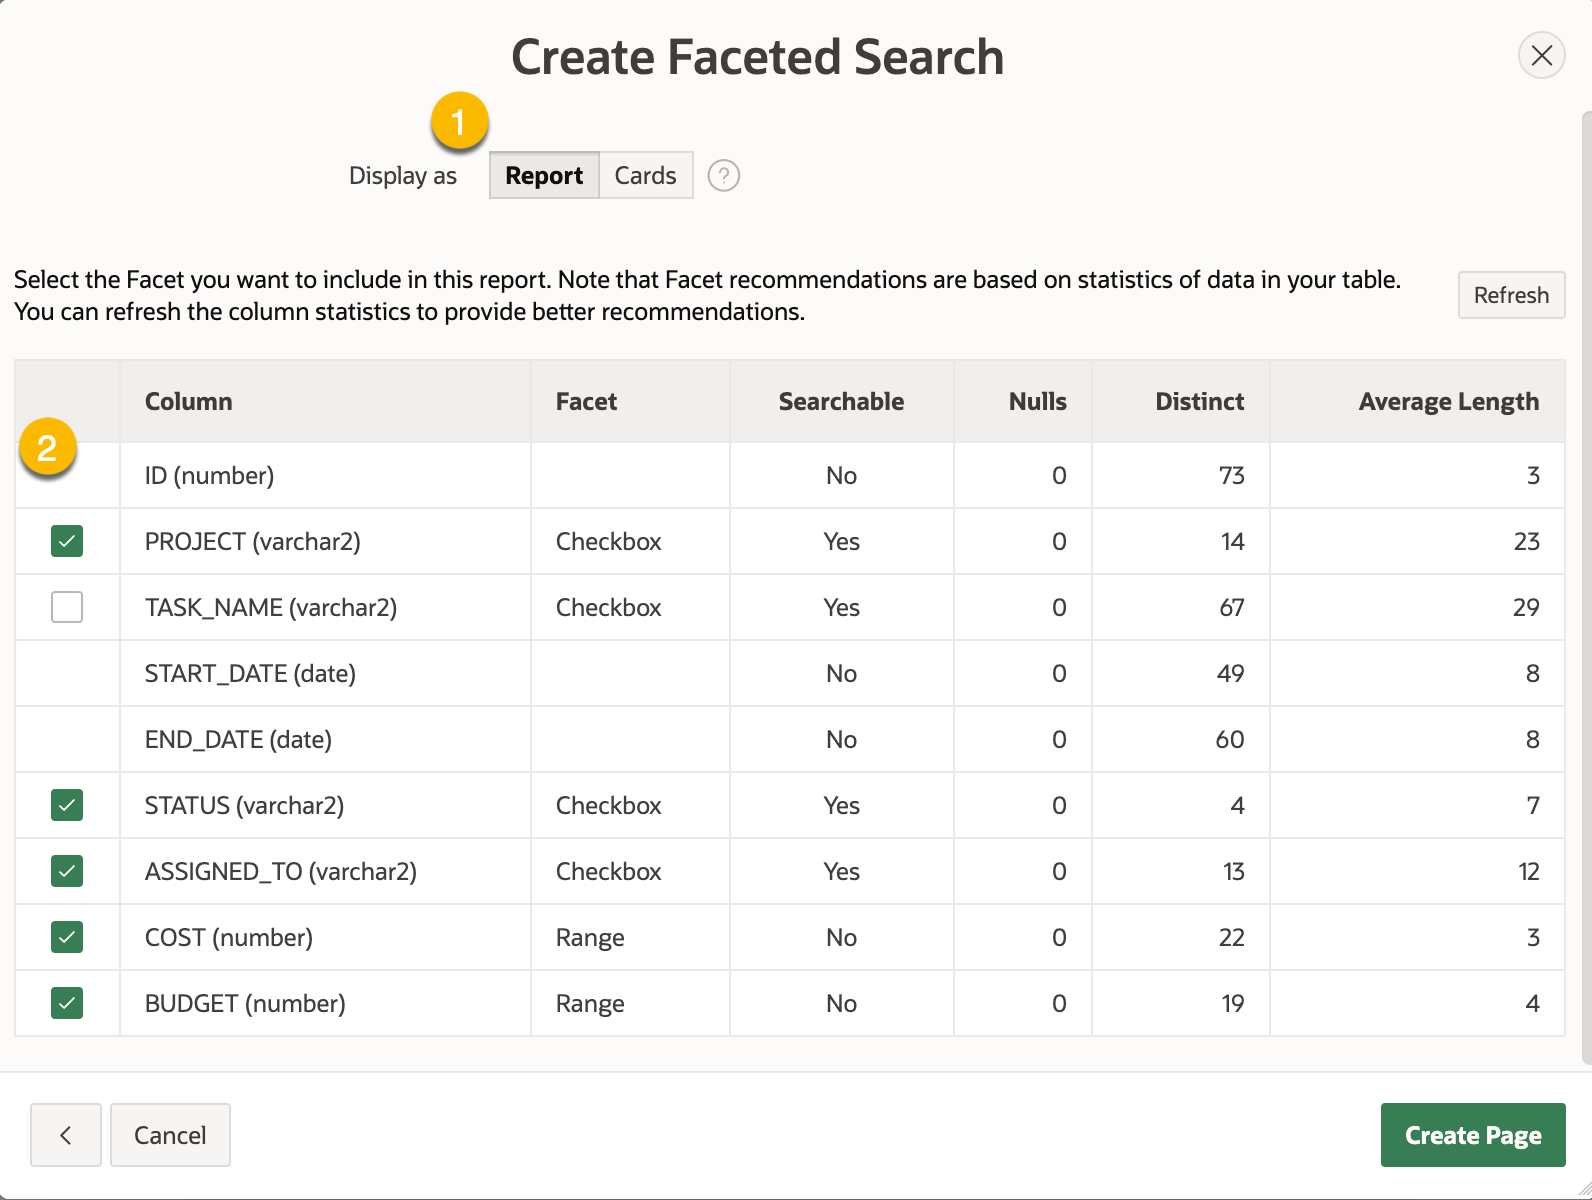 Create Faceted Search
1
Display as Report Cards ?
Select the Facet you want to include in this report. Note that Facet recommendations are based on statistics of data in your table.
You can refresh the column statistics to provide better recommendations.
Refresh
Column Facet Searchable Nulls Distinct Average Length
2
ID (number) No 0 73 3
PROJECT (varchar2) Checkbox Yes 0 14 23
TASK_NAME (varchar2) Checkbox Yes 0 67 29
START_DATE (date) No 0 49 8
END_DATE (date) No 0 60 8
STATUS (varchar2) Checkbox Yes 0 4 7
ASSIGNED_TO (varchar2) Checkbox Yes 0 13 12
COST (number) Range No 0 22 3
BUDGET (number) Range No 0 19 4
Cancel Create Page